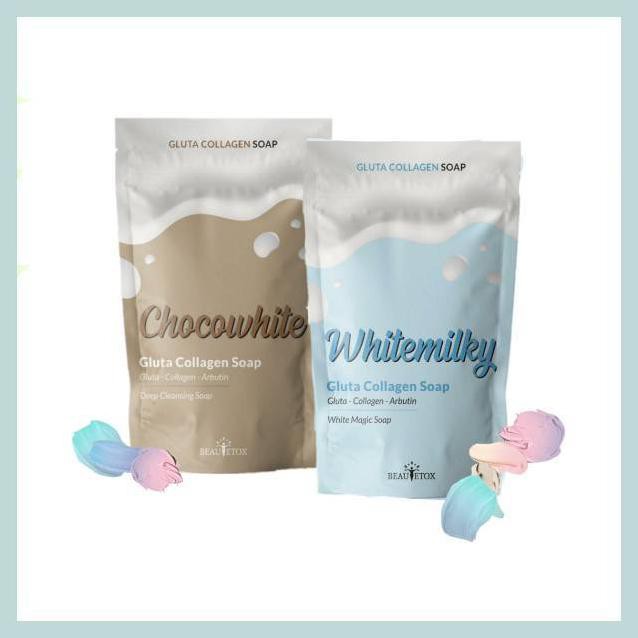 GLUTA COLLAGEN SOAP
Chocowhite
Gluta Collagen Soap
Gluta - Collagen - Arbutin
Deep Cleansing Soap
BEAUTETOX
GLUTA COLLAGEN SOAP
Whitemilky
Gluta Collagen Soap
Gluta - Collagen - Arbutin
White Magic Soap
BEAUTETOX